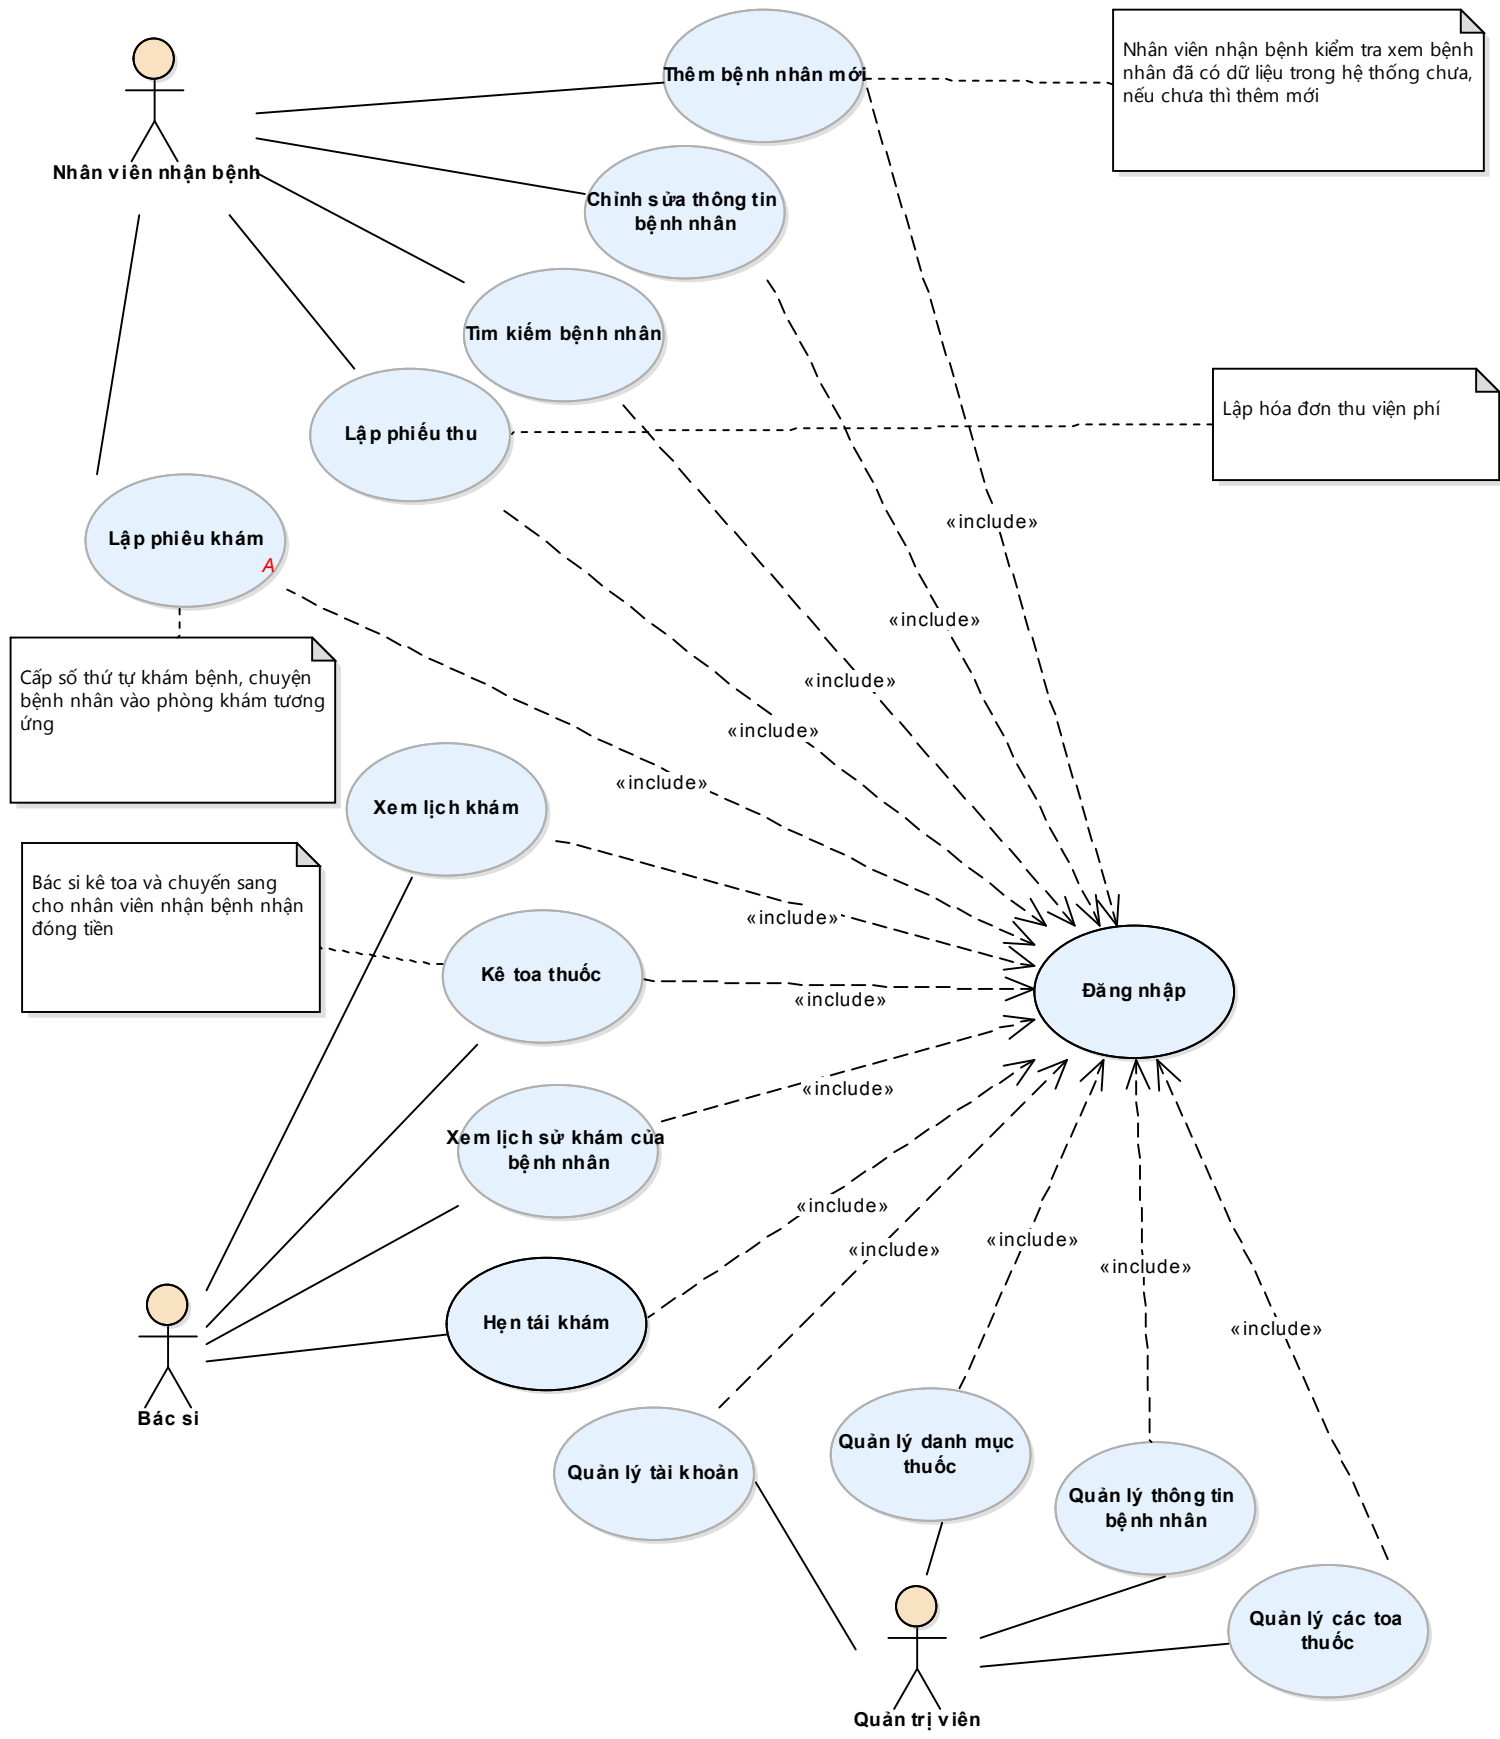 Thêm bệnh nhân mới
Nhân viên nhận bệnh kiểm tra xem bệnh
nhân đã có dữ liệu trong hệ thống chưa,
nếu chưa thì thêm mới
Nhân viên nhận bệnh
Chỉnh sửa thông tin
bệnh nhân
Tìm kiếm bệnh nhân
Lập phiếu thu
Lập hóa đơn thu viện phí
Lập phiêu khám
A
«include»
«include»
«include»
«include»
«include»
Cấp số thứ tự khám bệnh, chuyện
bệnh nhân vào phòng khám tương
ứng
Xem lịch khám
«include»
Bác si kê toa và chuyến sang
cho nhân viên nhận bệnh nhận
đóng tiền
Kê toa thuốc
«include»
Đăng nhập
Xem lịch sử khám của
bệnh nhân
«include»
«include»
«include»
«include»
«include»
«include»
Hẹn tái khám
Bác si
Quản lý tài khoản
Quản lý danh mục
thuốc
Quản lý thông tin
bệnh nhân
Quản lý các toa
thuốc
Quản trị viên